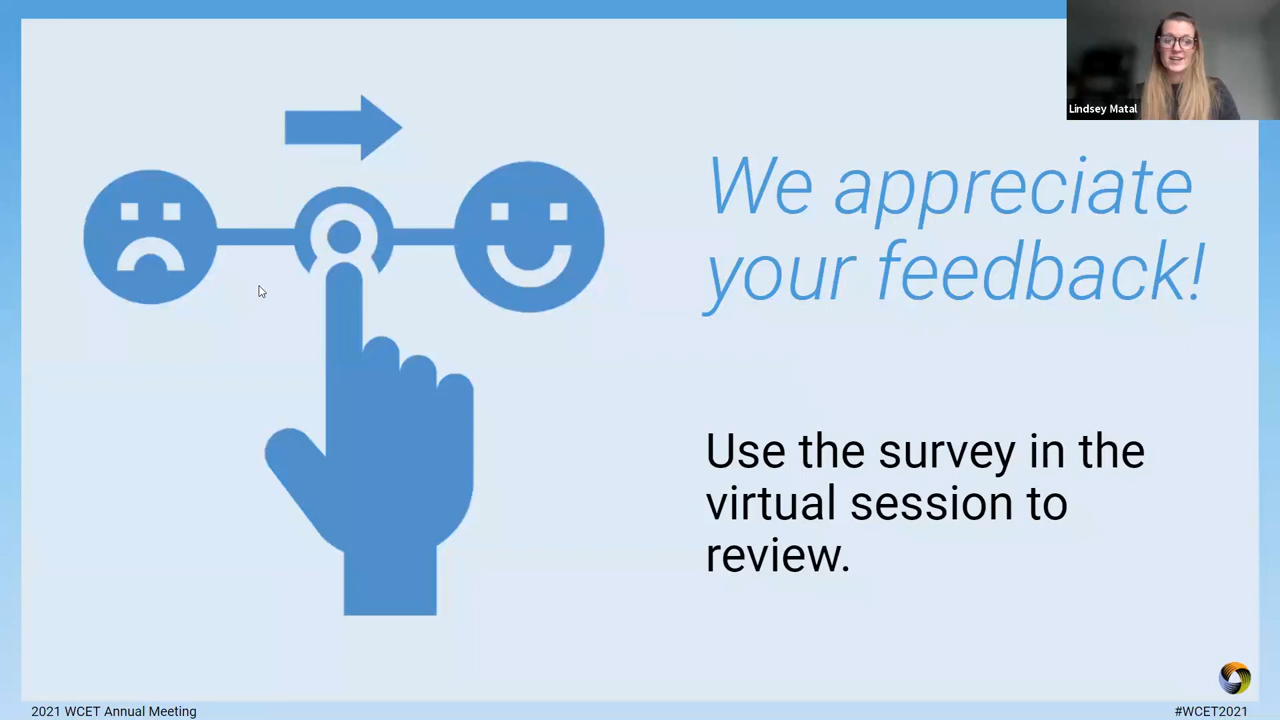 Lindsey Matal
We appreciate
your feedback!
Use the survey in the
virtual session to
review.
2021 WCET Annual Meeting
#WCET2021